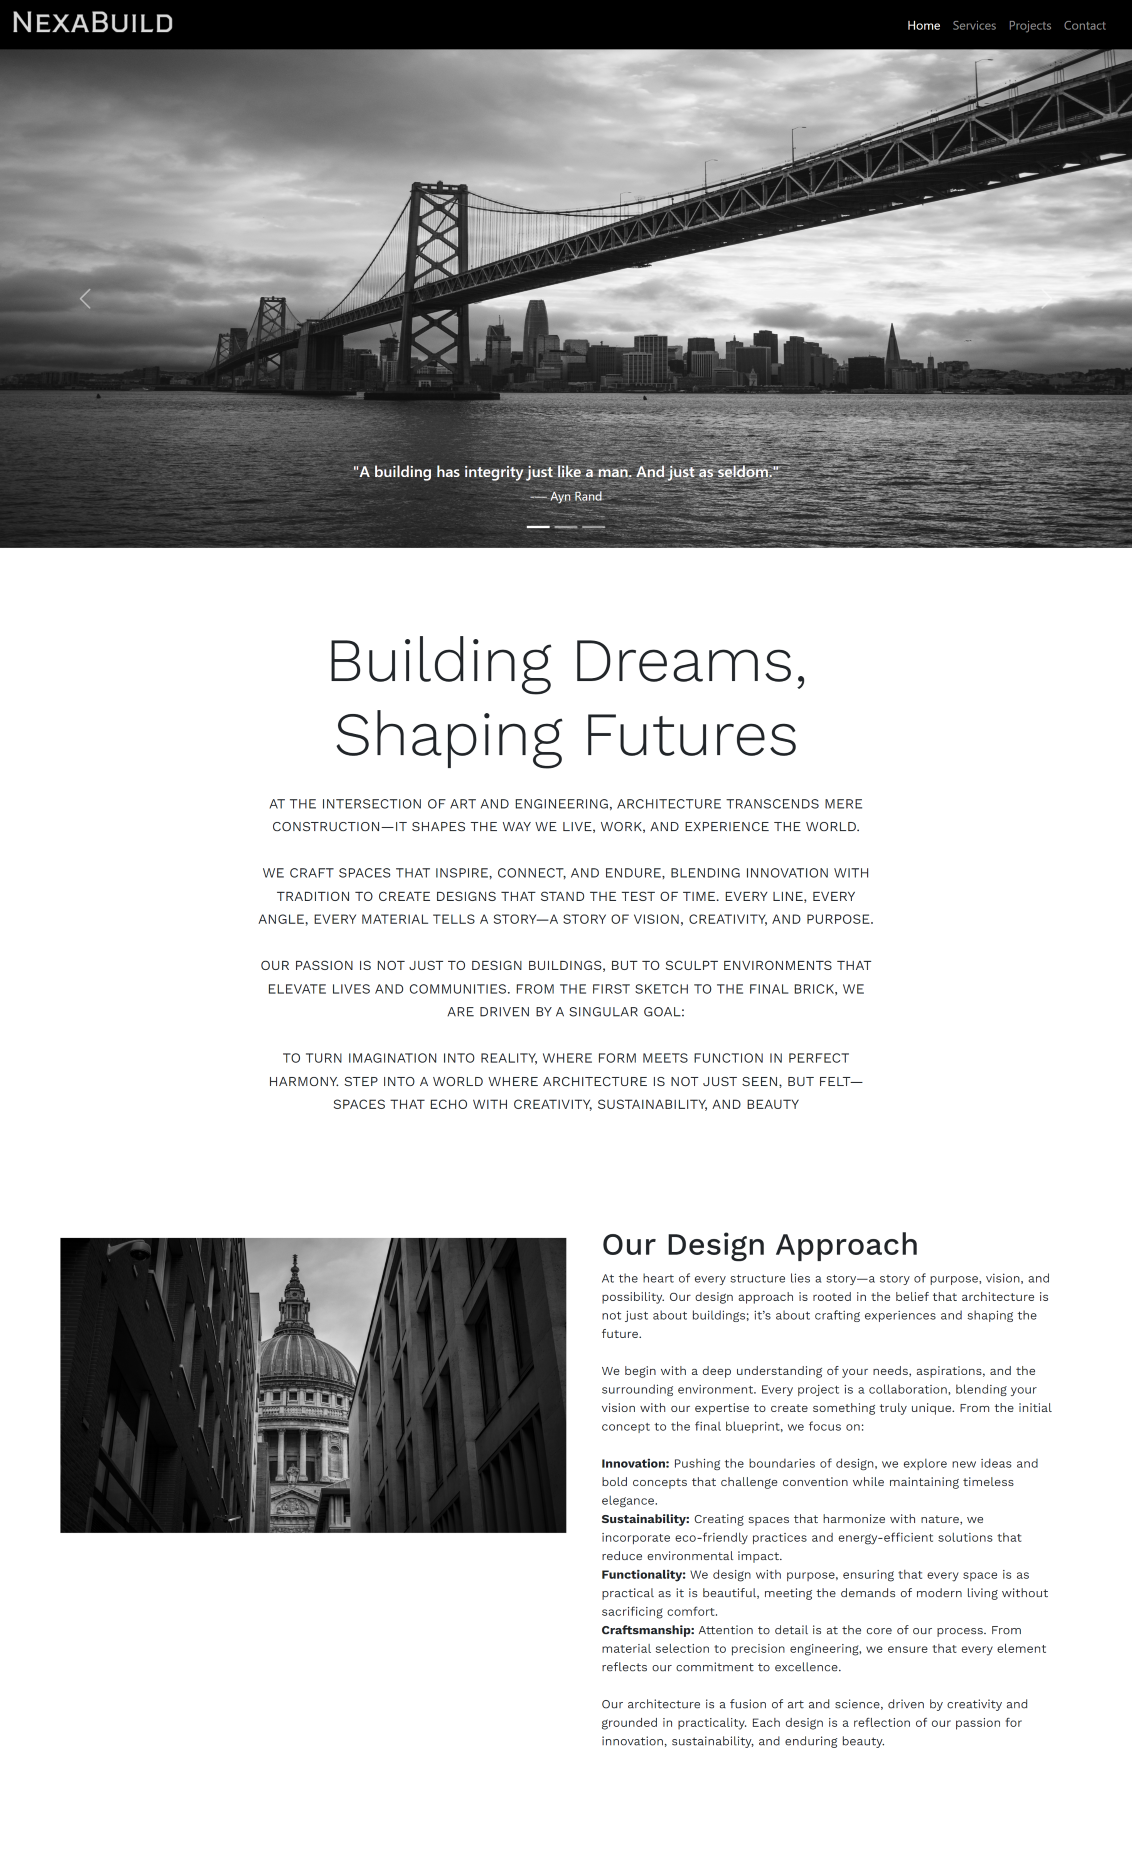 NEXABUILD
Home Services Projects Contact
"A building has integrity just like a man. And just as seldom."
— Ayn Rand
Building Dreams,
Shaping Futures
AT THE INTERSECTION OF ART AND ENGINEERING, ARCHITECTURE TRANSCENDS MERE
CONSTRUCTION—IT SHAPES THE WAY WE LIVE, WORK, AND EXPERIENCE THE WORLD.
WE CRAFT SPACES THAT INSPIRE, CONNECT, AND ENDURE, BLENDING INNOVATION WITH
TRADITION TO CREATE DESIGNS THAT STAND THE TEST OF TIME. EVERY LINE, EVERY
ANGLE, EVERY MATERIAL TELLS A STORY—A STORY OF VISION, CREATIVITY, AND PURPOSE.
OUR PASSION IS NOT JUST TO DESIGN BUILDINGS, BUT TO SCULPT ENVIRONMENTS THAT
ELEVATE LIVES AND COMMUNITIES. FROM THE FIRST SKETCH TO THE FINAL BRICK, WE
ARE DRIVEN BY A SINGULAR GOAL:
TO TURN IMAGINATION INTO REALITY, WHERE FORM MEETS FUNCTION IN PERFECT
HARMONY. STEP INTO A WORLD WHERE ARCHITECTURE IS NOT JUST SEEN, BUT FELT—
SPACES THAT ECHO WITH CREATIVITY, SUSTAINABILITY, AND BEAUTY
Our Design Approach
At the heart of every structure lies a story—a story of purpose, vision, and
possibility. Our design approach is rooted in the belief that architecture is
not just about buildings; it’s about crafting experiences and shaping the
future.
We begin with a deep understanding of your needs, aspirations, and the
surrounding environment. Every project is a collaboration, blending your
vision with our expertise to create something truly unique. From the initial
concept to the final blueprint, we focus on:
Innovation: Pushing the boundaries of design, we explore new ideas and
bold concepts that challenge convention while maintaining timeless
elegance.
Sustainability: Creating spaces that harmonize with nature, we
incorporate eco-friendly practices and energy-efficient solutions that
reduce environmental impact.
Functionality: We design with purpose, ensuring that every space is as
practical as it is beautiful, meeting the demands of modern living without
sacrificing comfort.
Craftsmanship: Attention to detail is at the core of our process. From
material selection to precision engineering, we ensure that every element
reflects our commitment to excellence.
Our architecture is a fusion of art and science, driven by creativity and
grounded in practicality. Each design is a reflection of our passion for
innovation, sustainability, and enduring beauty.